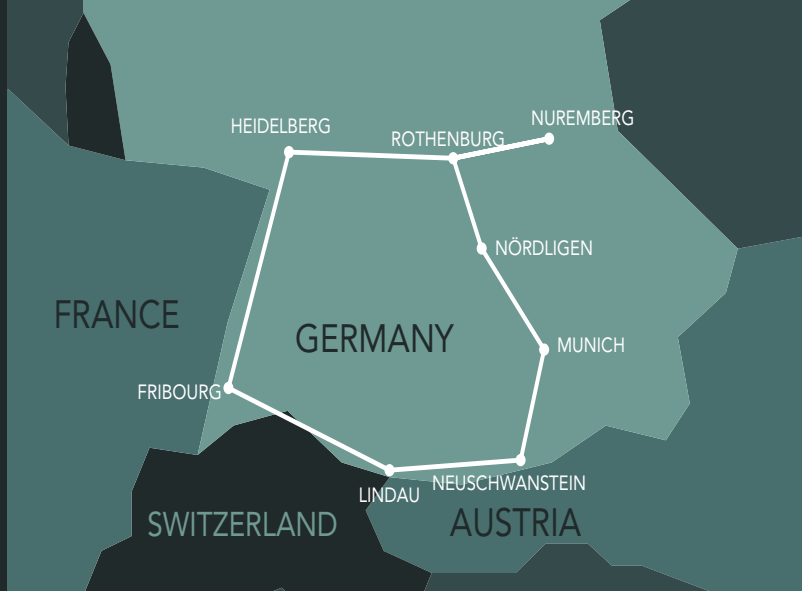 NUREMBERG
HEIDELBERG
ROTHENBURG
NÖRDLIGEN
FRANCE
GERMANY
MUNICH
FRIBOURG
NEUSCHWANSTEIN
LINDAU
SWITZERLAND
AUSTRIA